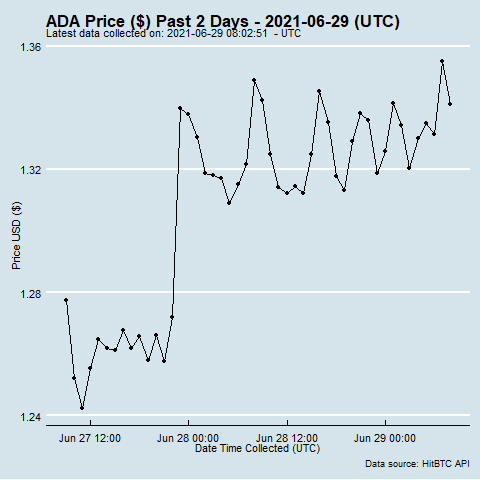 ADA Price ($) Past 2 Days - 2021-06-29 (UTC)
Latest data collected on: 2021-06-29 08:02:51 - UTC
1.36
1.32
1.28
1.24
Price USD ($)
Jun 27 12:00 Jun 28 00:00 Jun 28 12:00 Jun 29 00:00
Date Time Collected (UTC)
Data source: HitBTC API